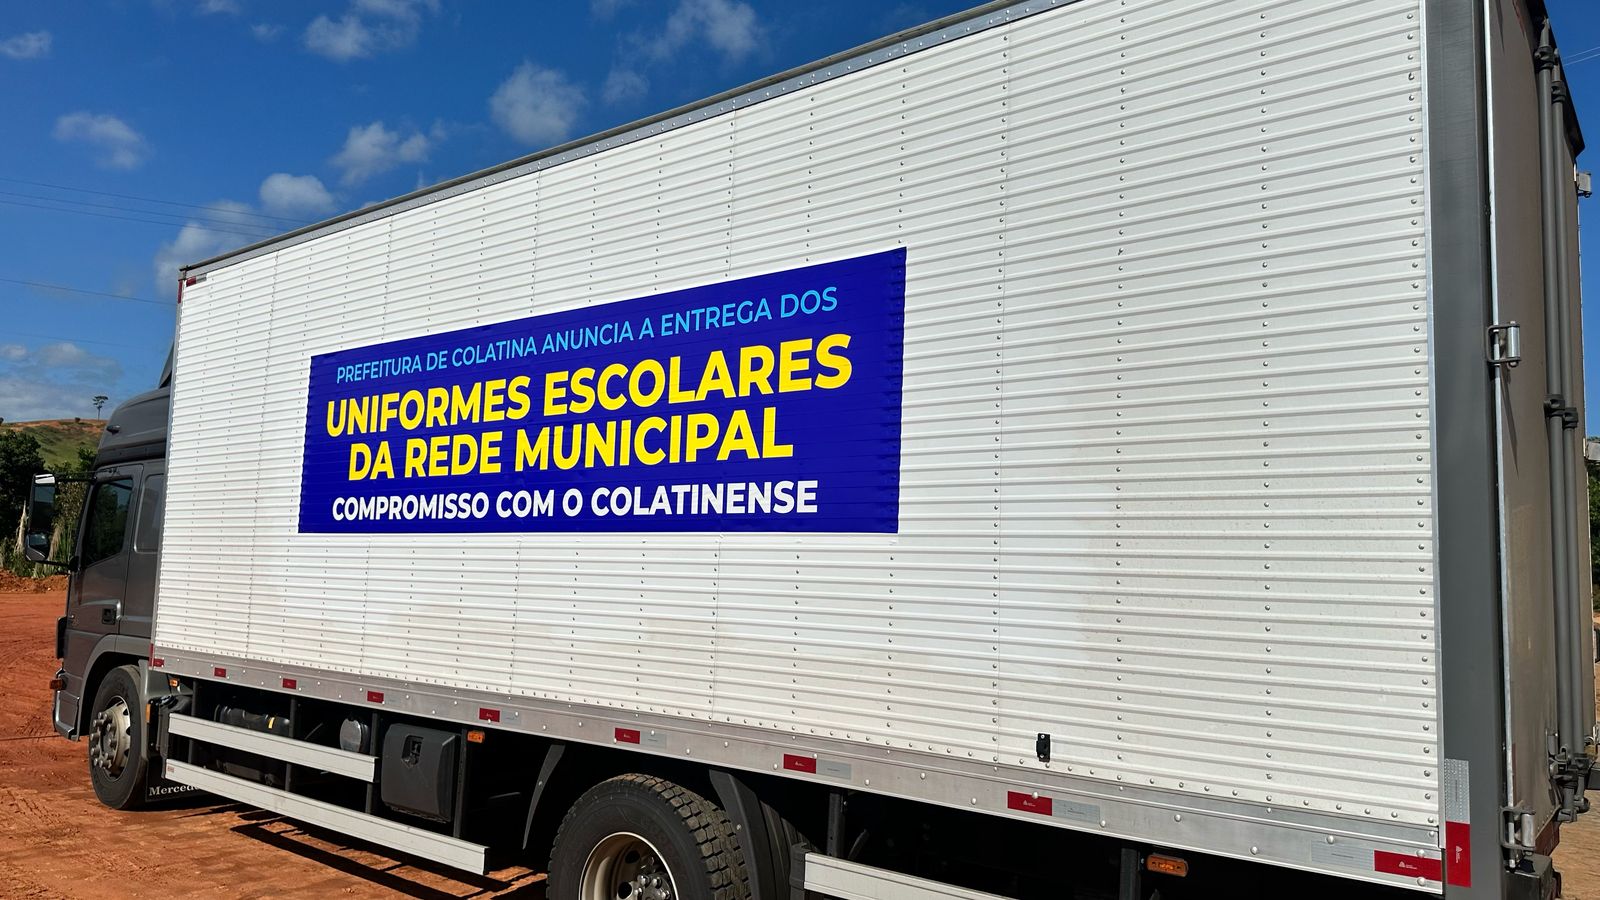 PREFEITURA DE COLATINA ANUNCIA A ENTREGA DOS
UNIFORMES ESCOLARES
DA REDE MUNICIPAL
COMPROMISSO COM O COLATINENSE